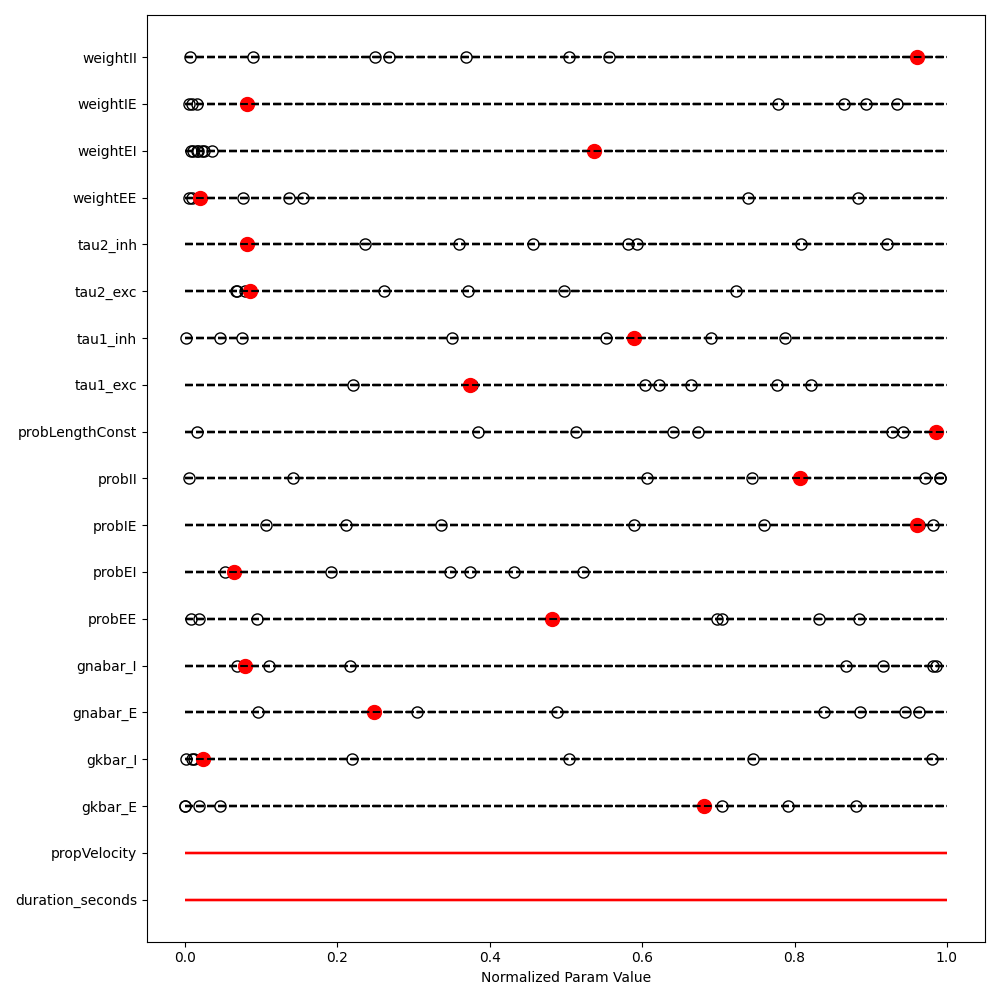 weightII
weightIE
weightEI
weightEE
tau2_inh
tau2_exc
tau1_inh
tau1_exc
probLengthConst
probII
probIE
probEI
probEE
gnabar_I
gnabar_E
gkbar_I
gkbar_E
propVelocity
duration_seconds
0.0 0.2 0.4 0.6 0.8 1.0
Normalized Param Value